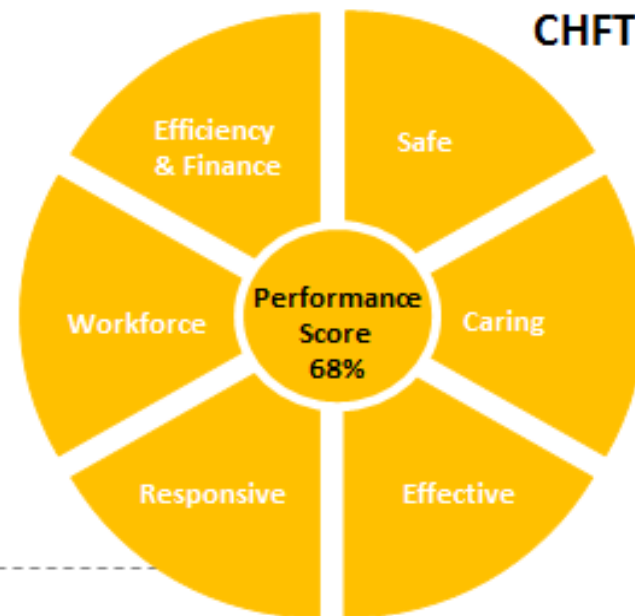 CHFT
Efficiency
& Finance
Safe
Workforce
Performance
Score
68%
Caring
Responsive
Effective